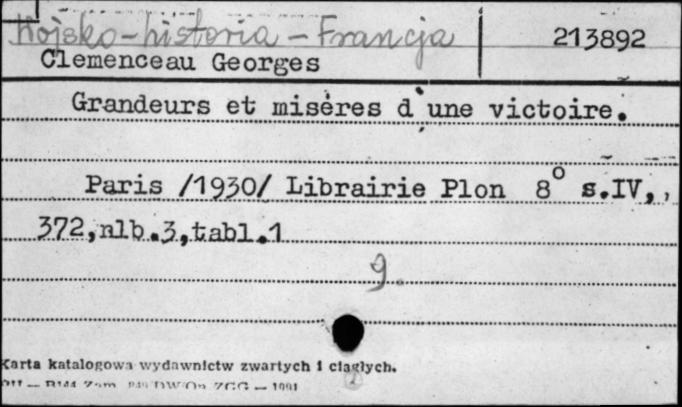 Wojsko-historia-Francja
213892
Clemenceau Georges
Grandeurs et misères d'une victoire.
Paris /1930/ Librairie Plon 8° s.IV,
372,nlb.3,tabl.1
g.
Karta katalogowa wydawnictw zwartych i ciągłych.